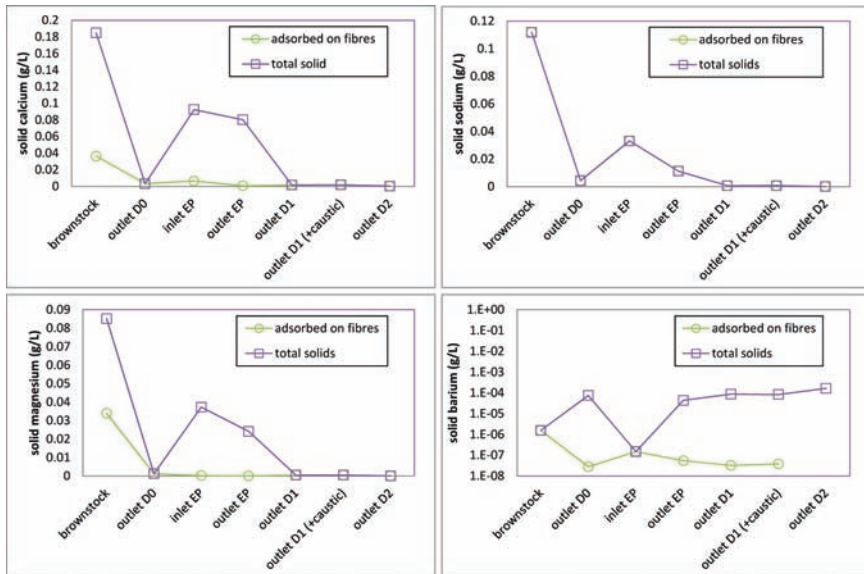 0.2
0.18
0.16
0.14
0.12
0.1
0.08
0.06
0.04
0.02
0
solid calcium (g/L)
adsorbed on fibres
total solid
brownstock
outlet D0
inlet EP
outlet EP
outlet D1
outlet D1 (+caustic)
outlet D2
0.12
0.1
0.08
0.06
0.04
0.02
0
solid sodium (g/L)
adsorbed on fibres
total solids
brownstock
outlet D0
inlet EP
outlet EP
outlet D1
outlet D1 (+caustic)
outlet D2
0.09
0.08
0.07
0.06
0.05
0.04
0.03
0.02
0.01
0
solid magnesium (g/L)
adsorbed on fibres
total solids
brownstock
outlet D0
inlet EP
outlet EP
outlet D1
outlet D1 (+caustic)
outlet D2
1.E+00
1.E-01
1.E-02
1.E-03
1.E-04
1.E-05
1.E-06
1.E-07
1.E-08
solid barium (g/L)
adsorbed on fibres
total solids
brownstock
outlet D0
inlet EP
outlet EP
outlet D1
outlet D1 (+caustic)
outlet D2